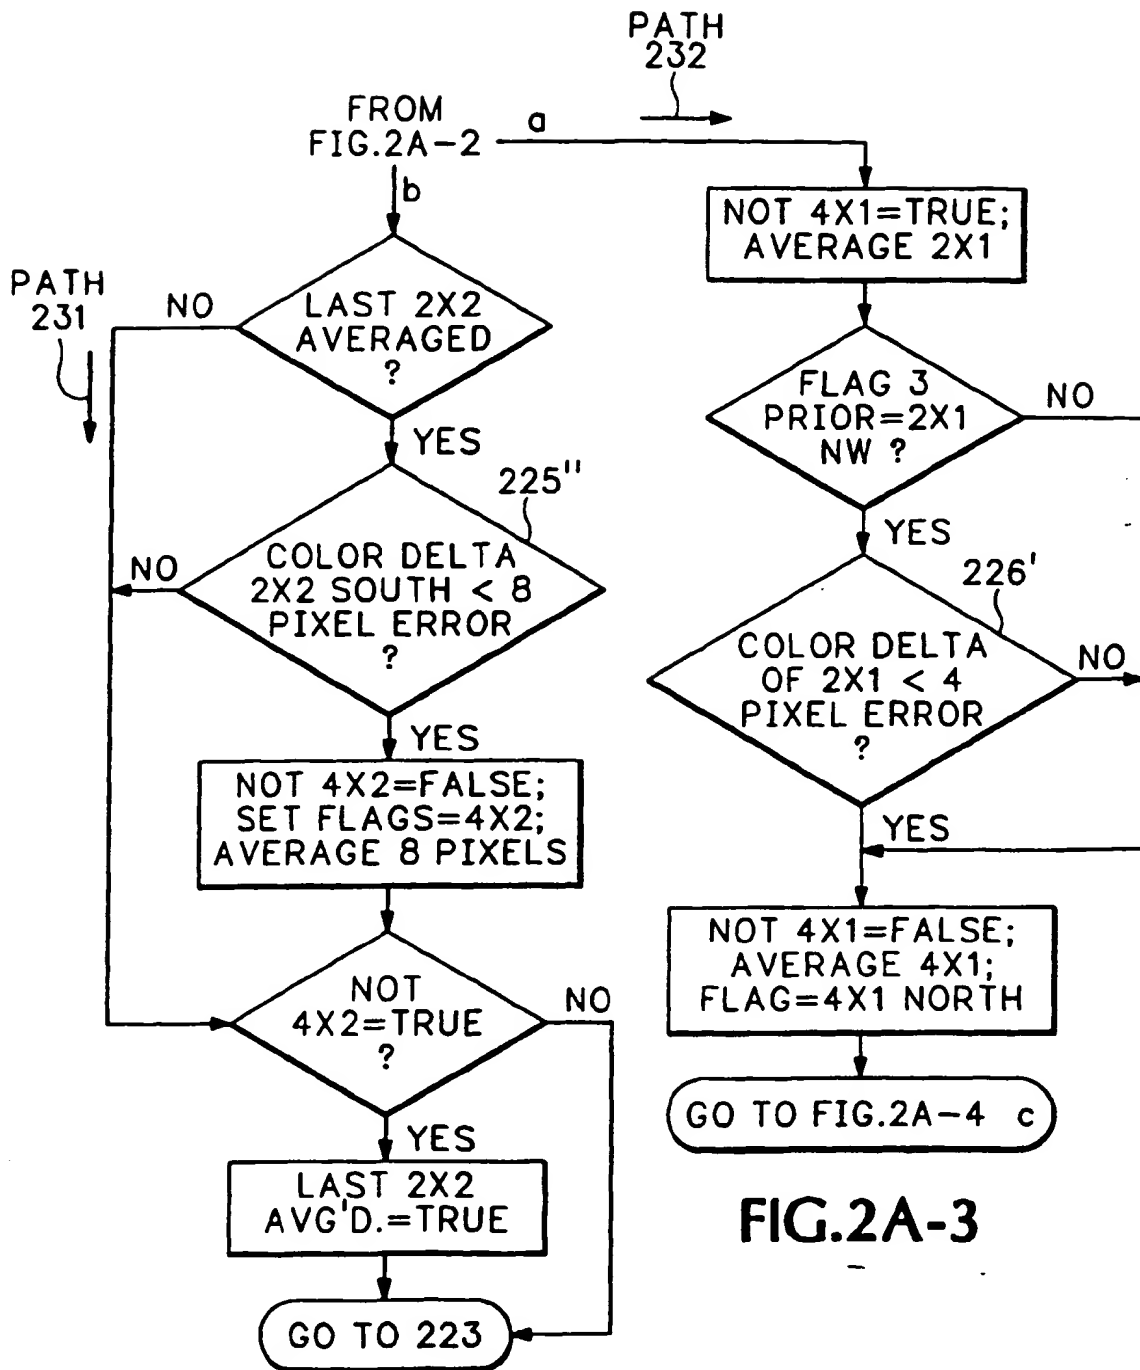 PATH
232
FROM
FIG.2A-2
a
b
PATH
231
NO
LAST 2X2
AVERAGED
?
YES
225"
COLOR DELTA
2X2 SOUTH < 8
PIXEL ERROR
?
NO
YES
NOT 4X2=FALSE;
SET FLAGS=4X2;
AVERAGE 8 PIXELS
NOT
4X2=TRUE
?
NO
YES
LAST 2X2
AVG'D.=TRUE
GO TO 223
NOT 4X1=TRUE;
AVERAGE 2X1
FLAG 3
PRIOR=2X1
NW ?
NO
YES
226'
COLOR DELTA
OF 2X1 < 4
PIXEL ERROR
?
NO
YES
NOT 4X1=FALSE;
AVERAGE 4X1;
FLAG=4X1 NORTH
GO TO FIG.2A-4 c
FIG.2A-3